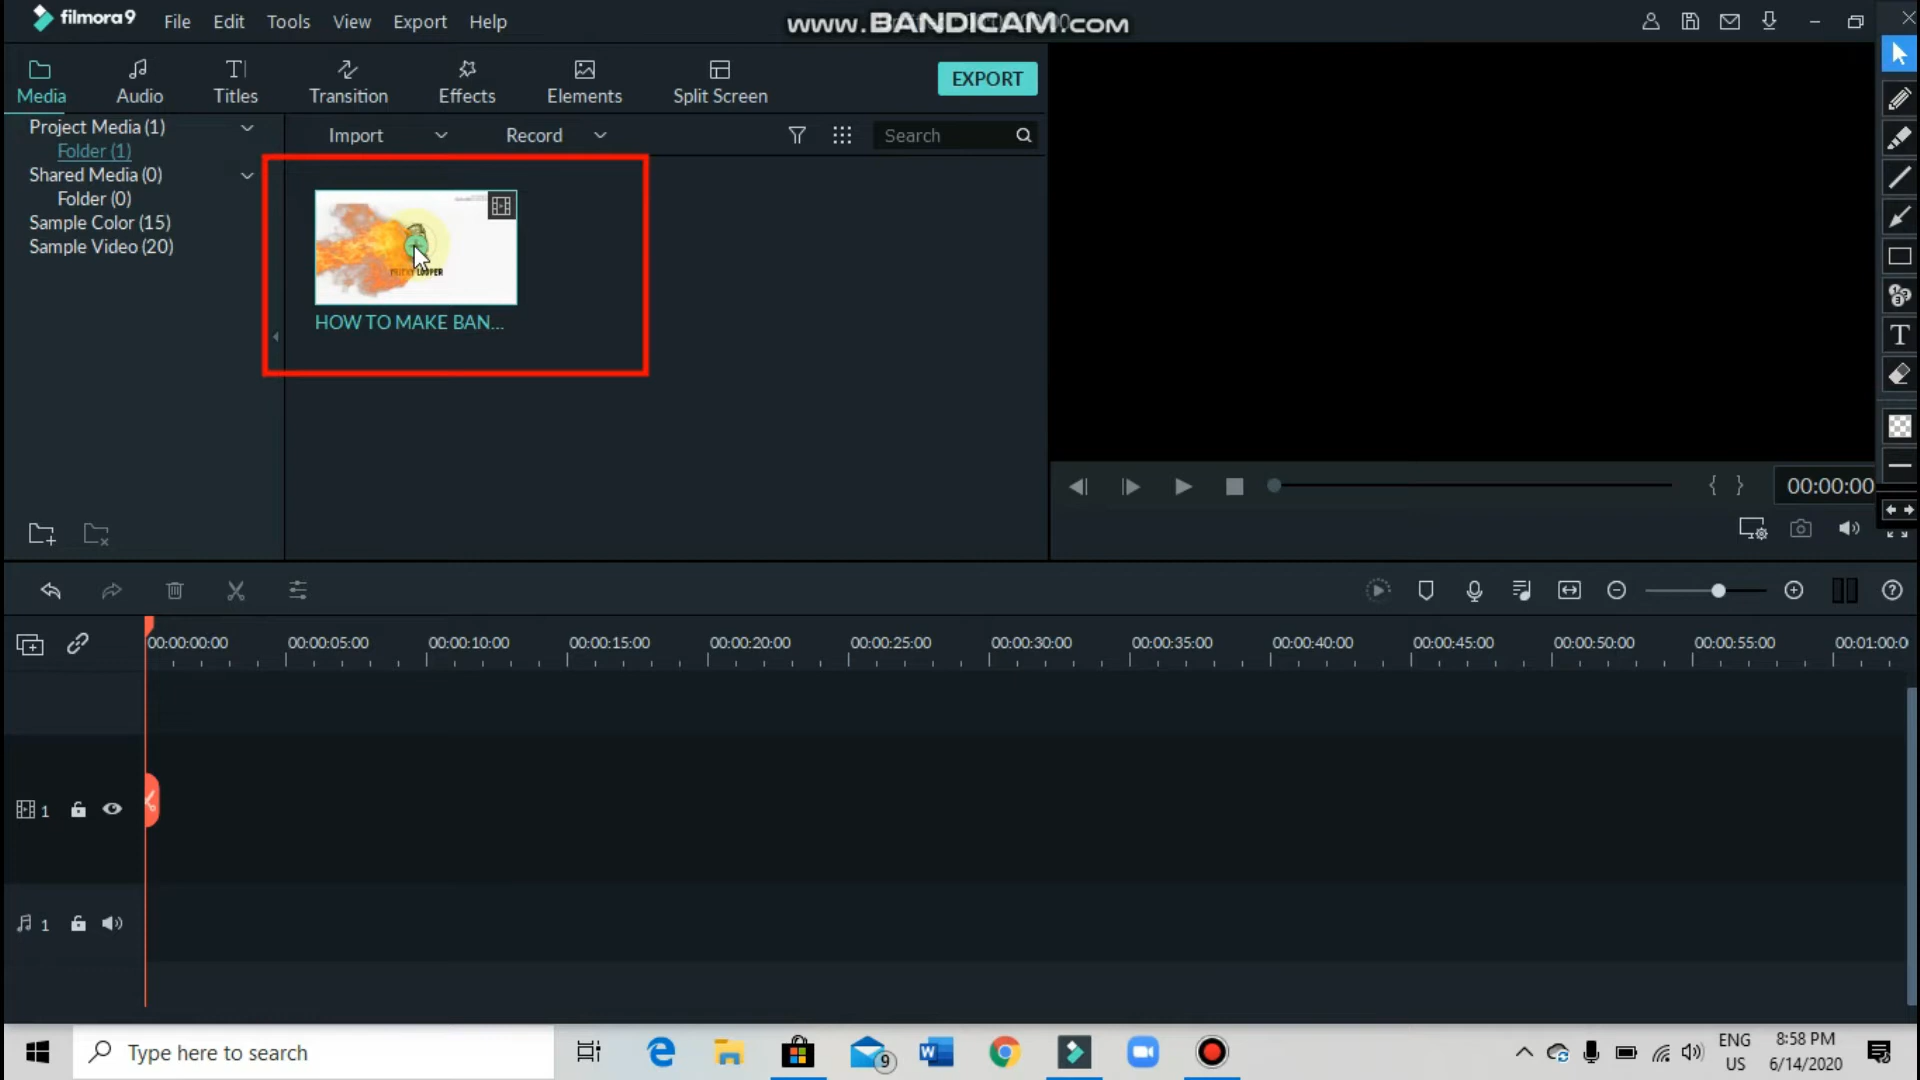 filmora9 File Edit Tools View Export Help
www.BANDICAM.com
Media Audio Titles Transition Effects Elements Split Screen EXPORT
Project Media (1) Import Record Search
Folder (1)
Shared Media (0)
Folder (0)
Sample Color (15)
Sample Video (20)
LOOPER
HOW TO MAKE BAN...
{ } 00:00:00
00:00:00:00 00:00:05:00 00:00:10:00 00:00:15:00 00:00:20:00 00:00:25:00 00:00:30:00 00:00:35:00 00:00:40:00 00:00:45:00 00:00:50:00 00:00:55:00 00:01:00:0
1
1
Type here to search 9 ENG 8:58 PM
US 6/14/2020